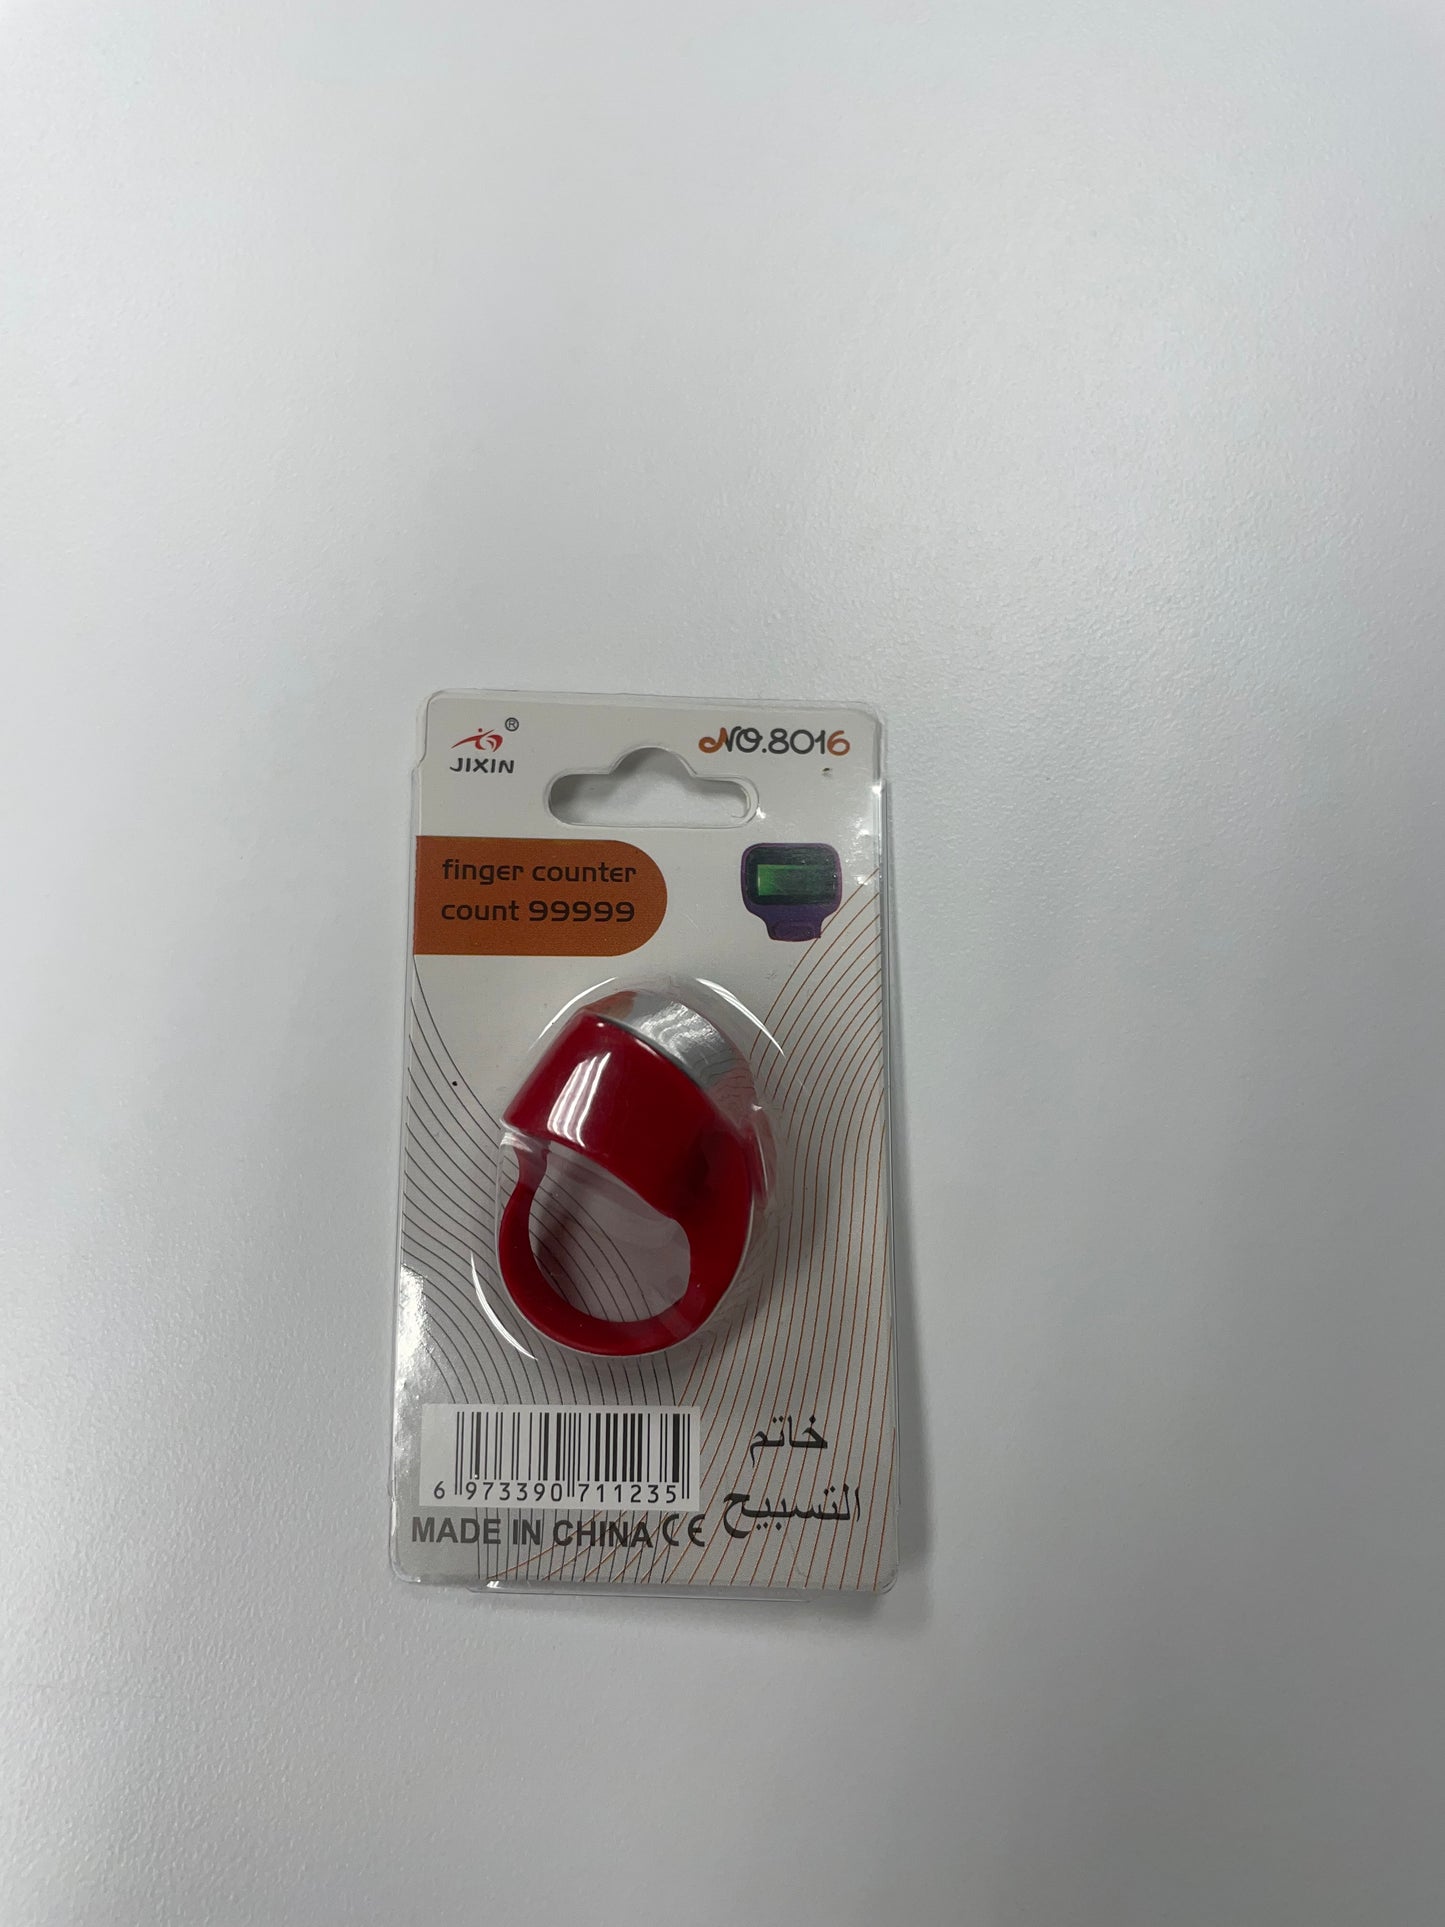 JIXIN ®
NO.8016
finger counter
count 99999
خاتم
التسبيح
6 973390 711235
MADE IN CHINA CE